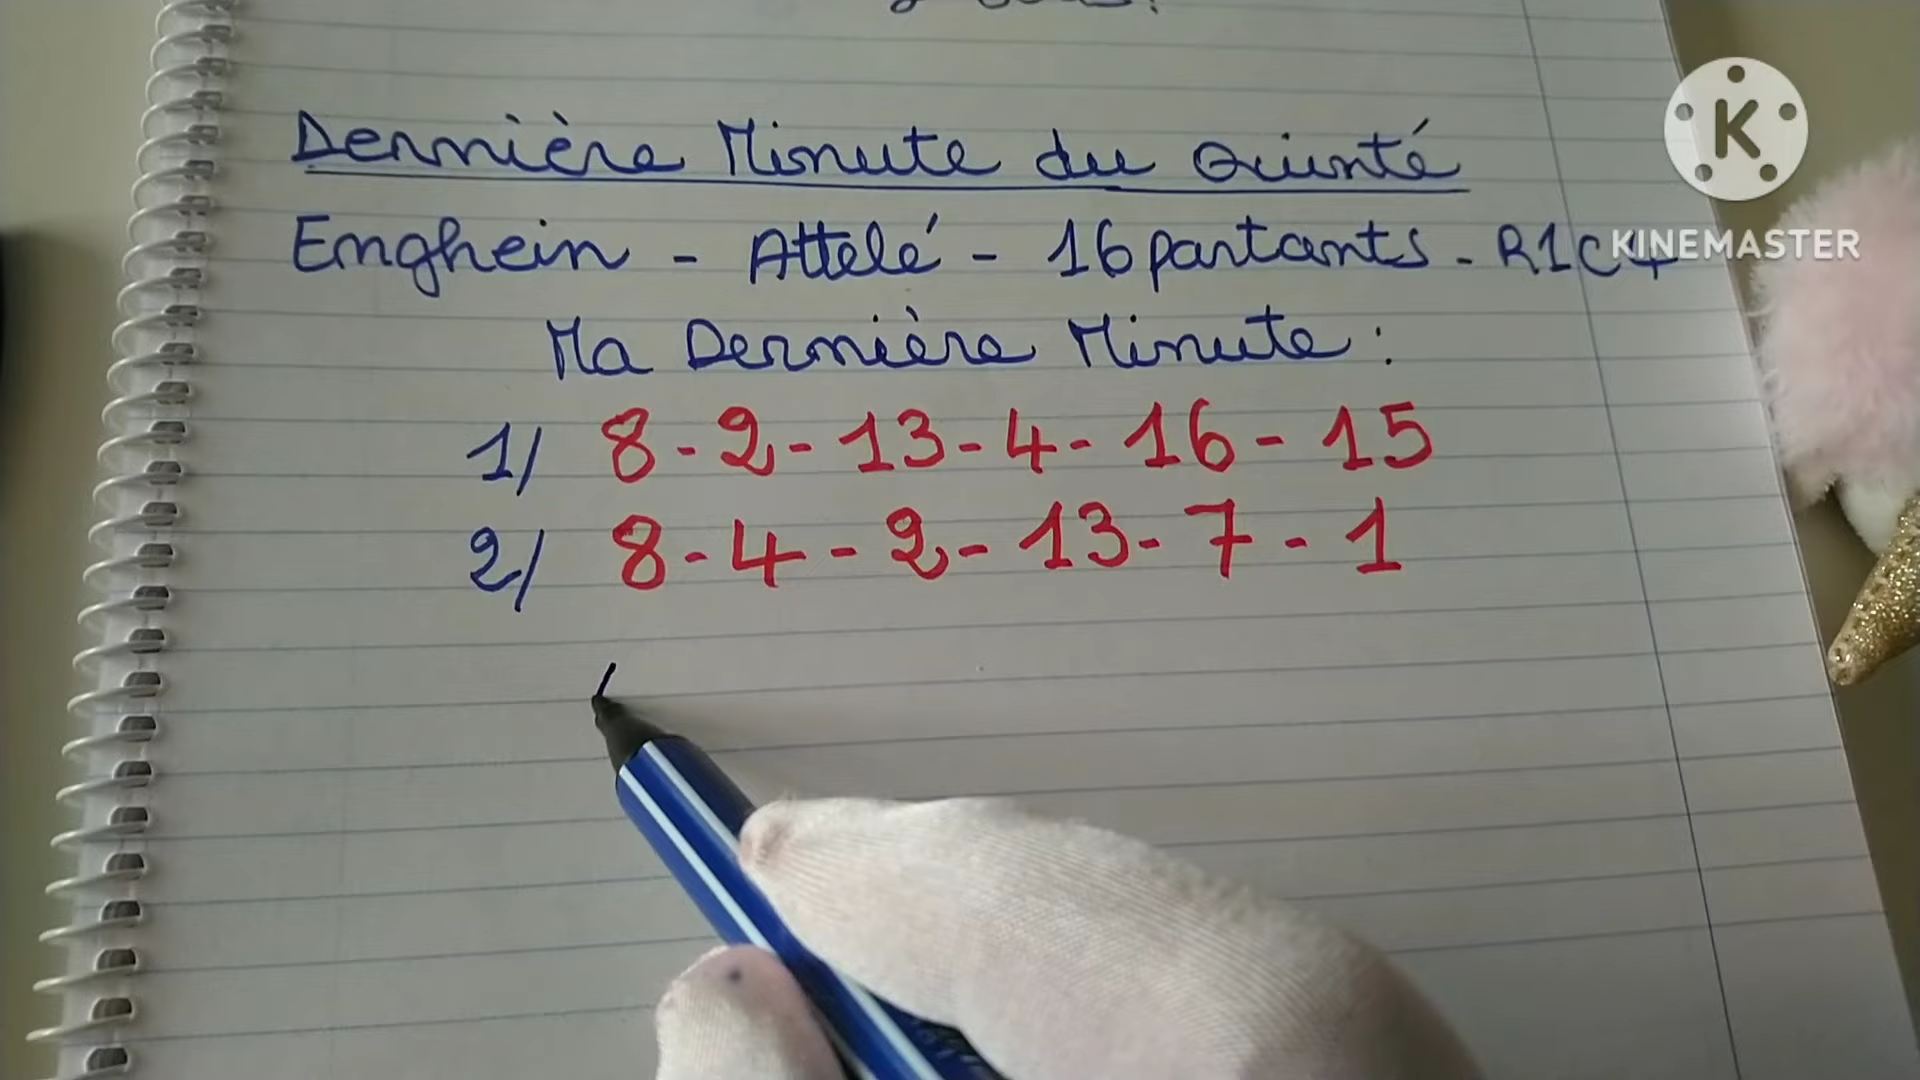 Dernière Minute du Quinté
Enghein - Attelé - 16 partants - R1C4
K
KINEMASTER
Ma Dernière Minute :
1/ 8 - 2 - 13 - 4 - 16 - 15
2/ 8 - 4 - 2 - 13 - 7 - 1